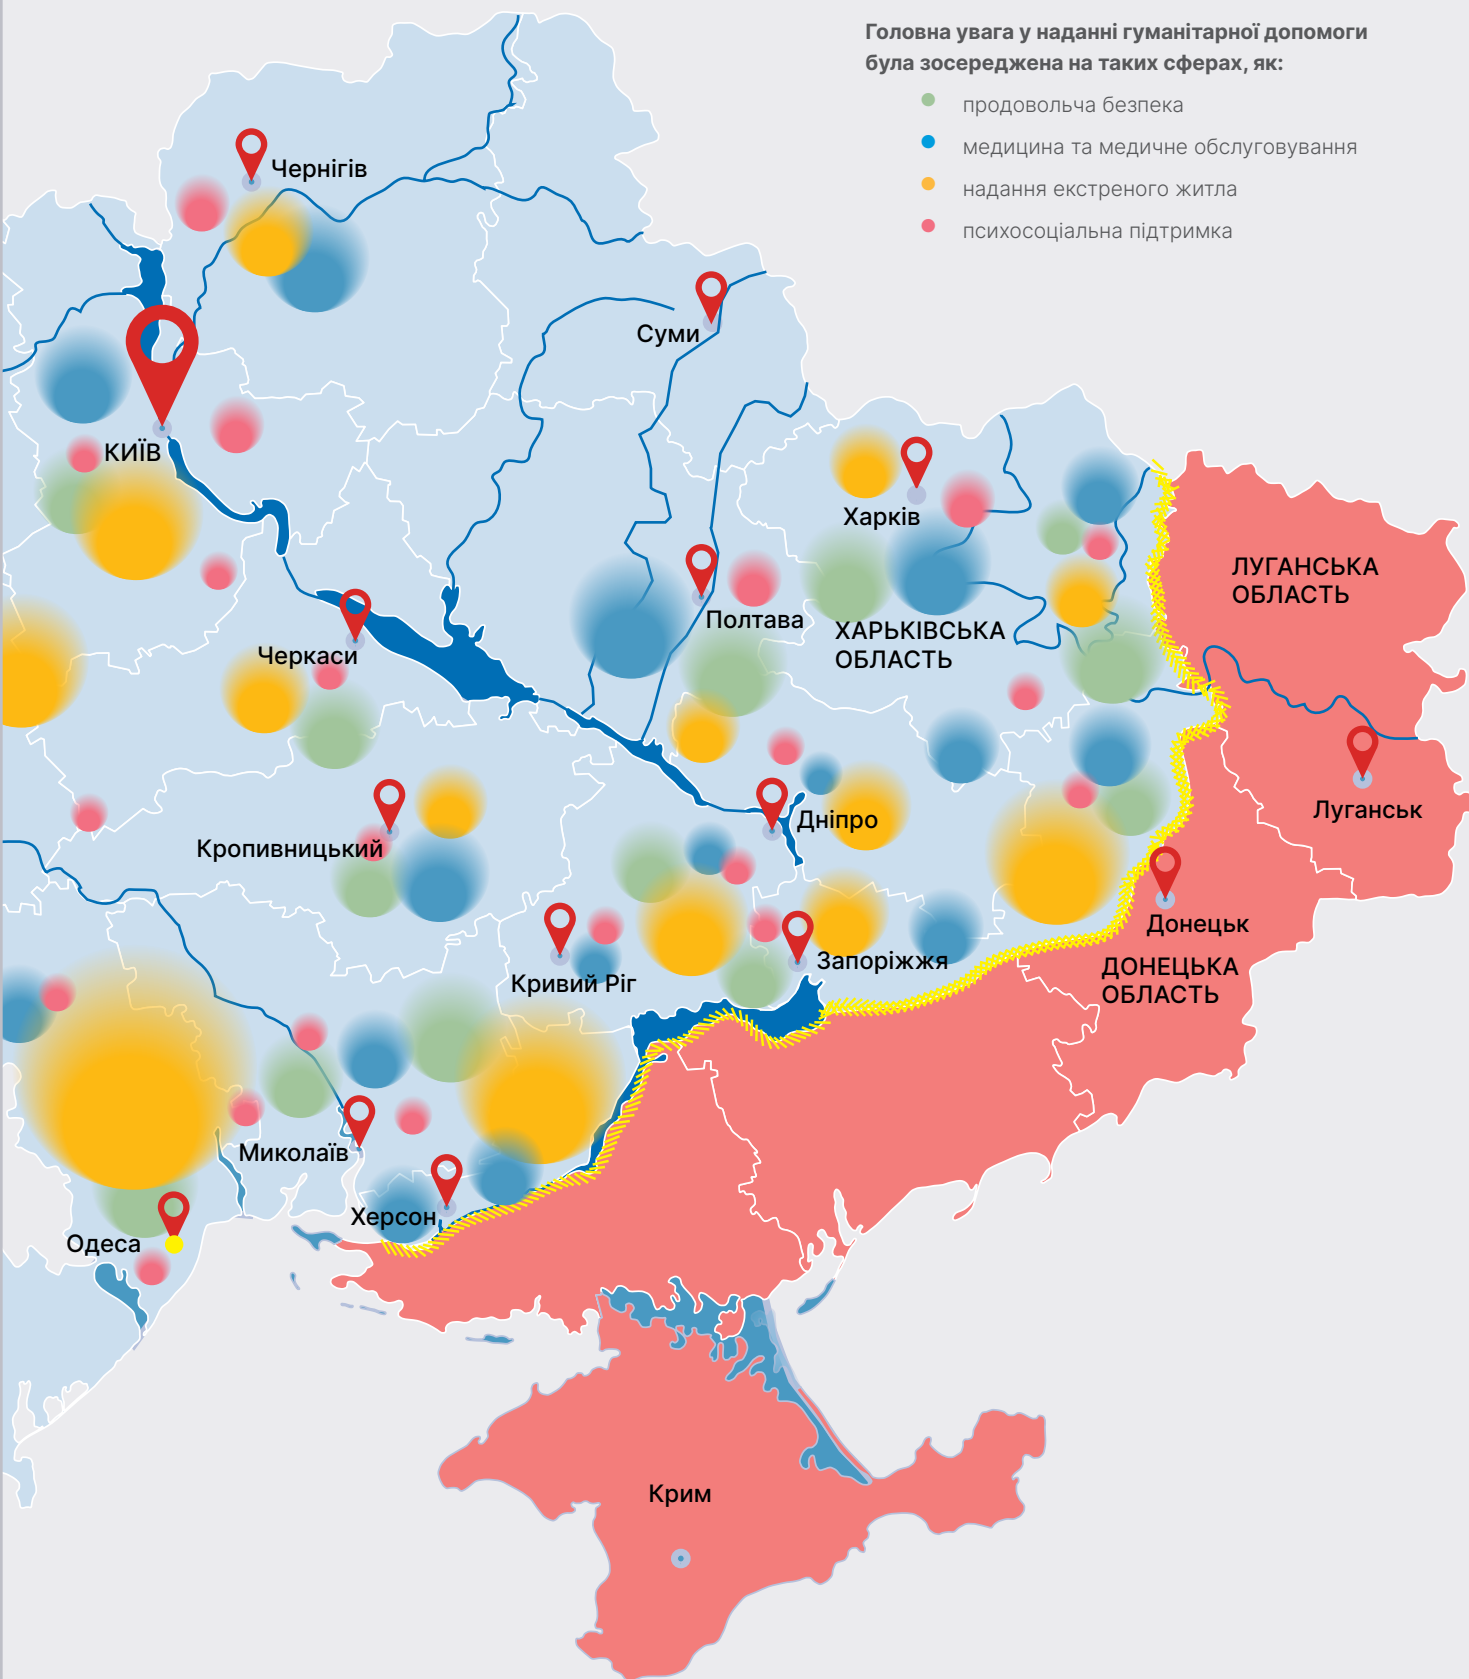 Головна увага у наданні гуманітарної допомоги
була зосереджена на таких сферах, як:
продовольча безпека
медицина та медичне обслуговування
надання екстреного житла
психосоціальна підтримка
Чернігів
Суми
КИЇВ
Харків
ЛУГАНСЬКА
ОБЛАСТЬ
Полтава
ХАРЬКІВСЬКА
ОБЛАСТЬ
Черкаси
Луганськ
Дніпро
Кропивницький
Донецьк
Запоріжжя
ДОНЕЦЬКА
ОБЛАСТЬ
Кривий Ріг
Миколаїв
Херсон
Одеса
Крим